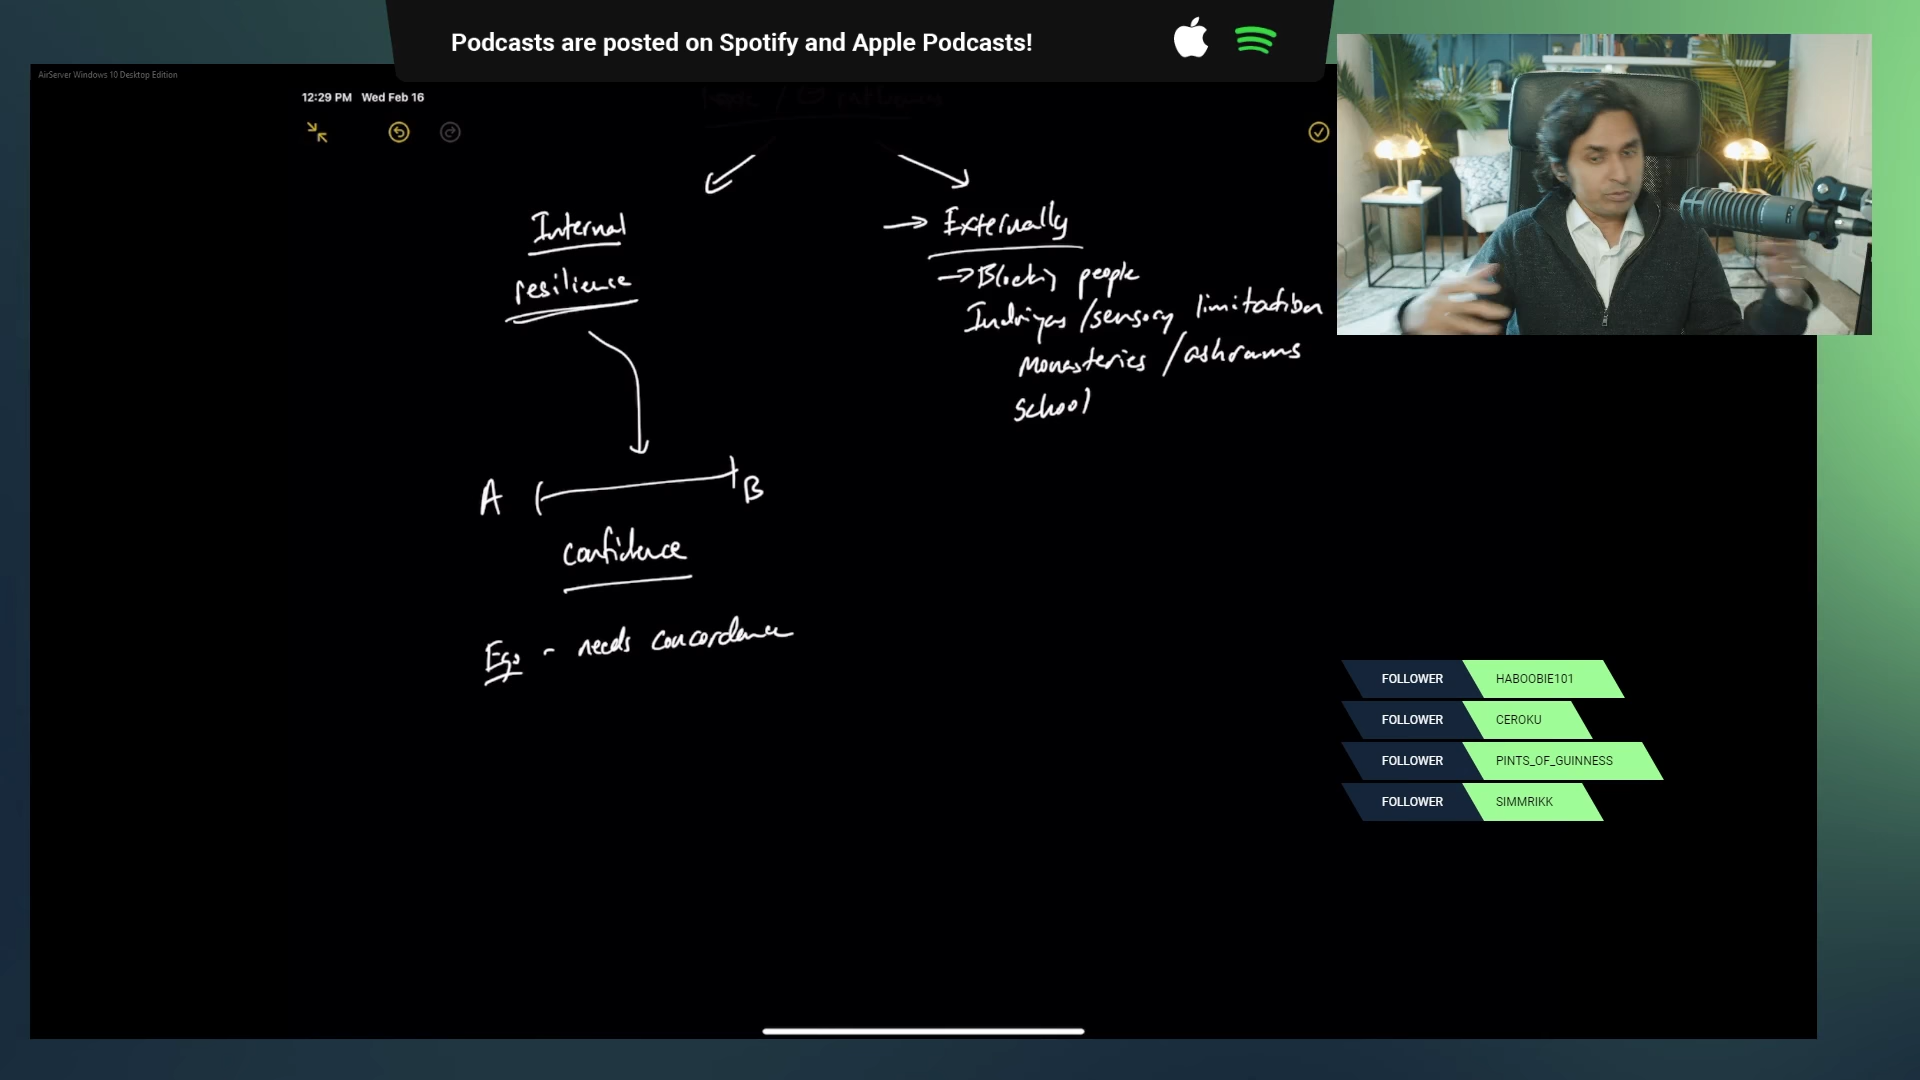 Podcasts are posted on Spotify and Apple Podcasts!
AirServer Windows 10 Desktop Edition
12:29 PM Wed Feb 16
Internal
resilience
→ Externally
→ Blocking people
Indriyas / sensory limitation
Monasteries / ashrams
School
A B
confidence
Ego - needs concordance
FOLLOWER HABOOBIE101
FOLLOWER CEROKU
FOLLOWER PINTS_OF_GUINNESS
FOLLOWER SIMMRIKK